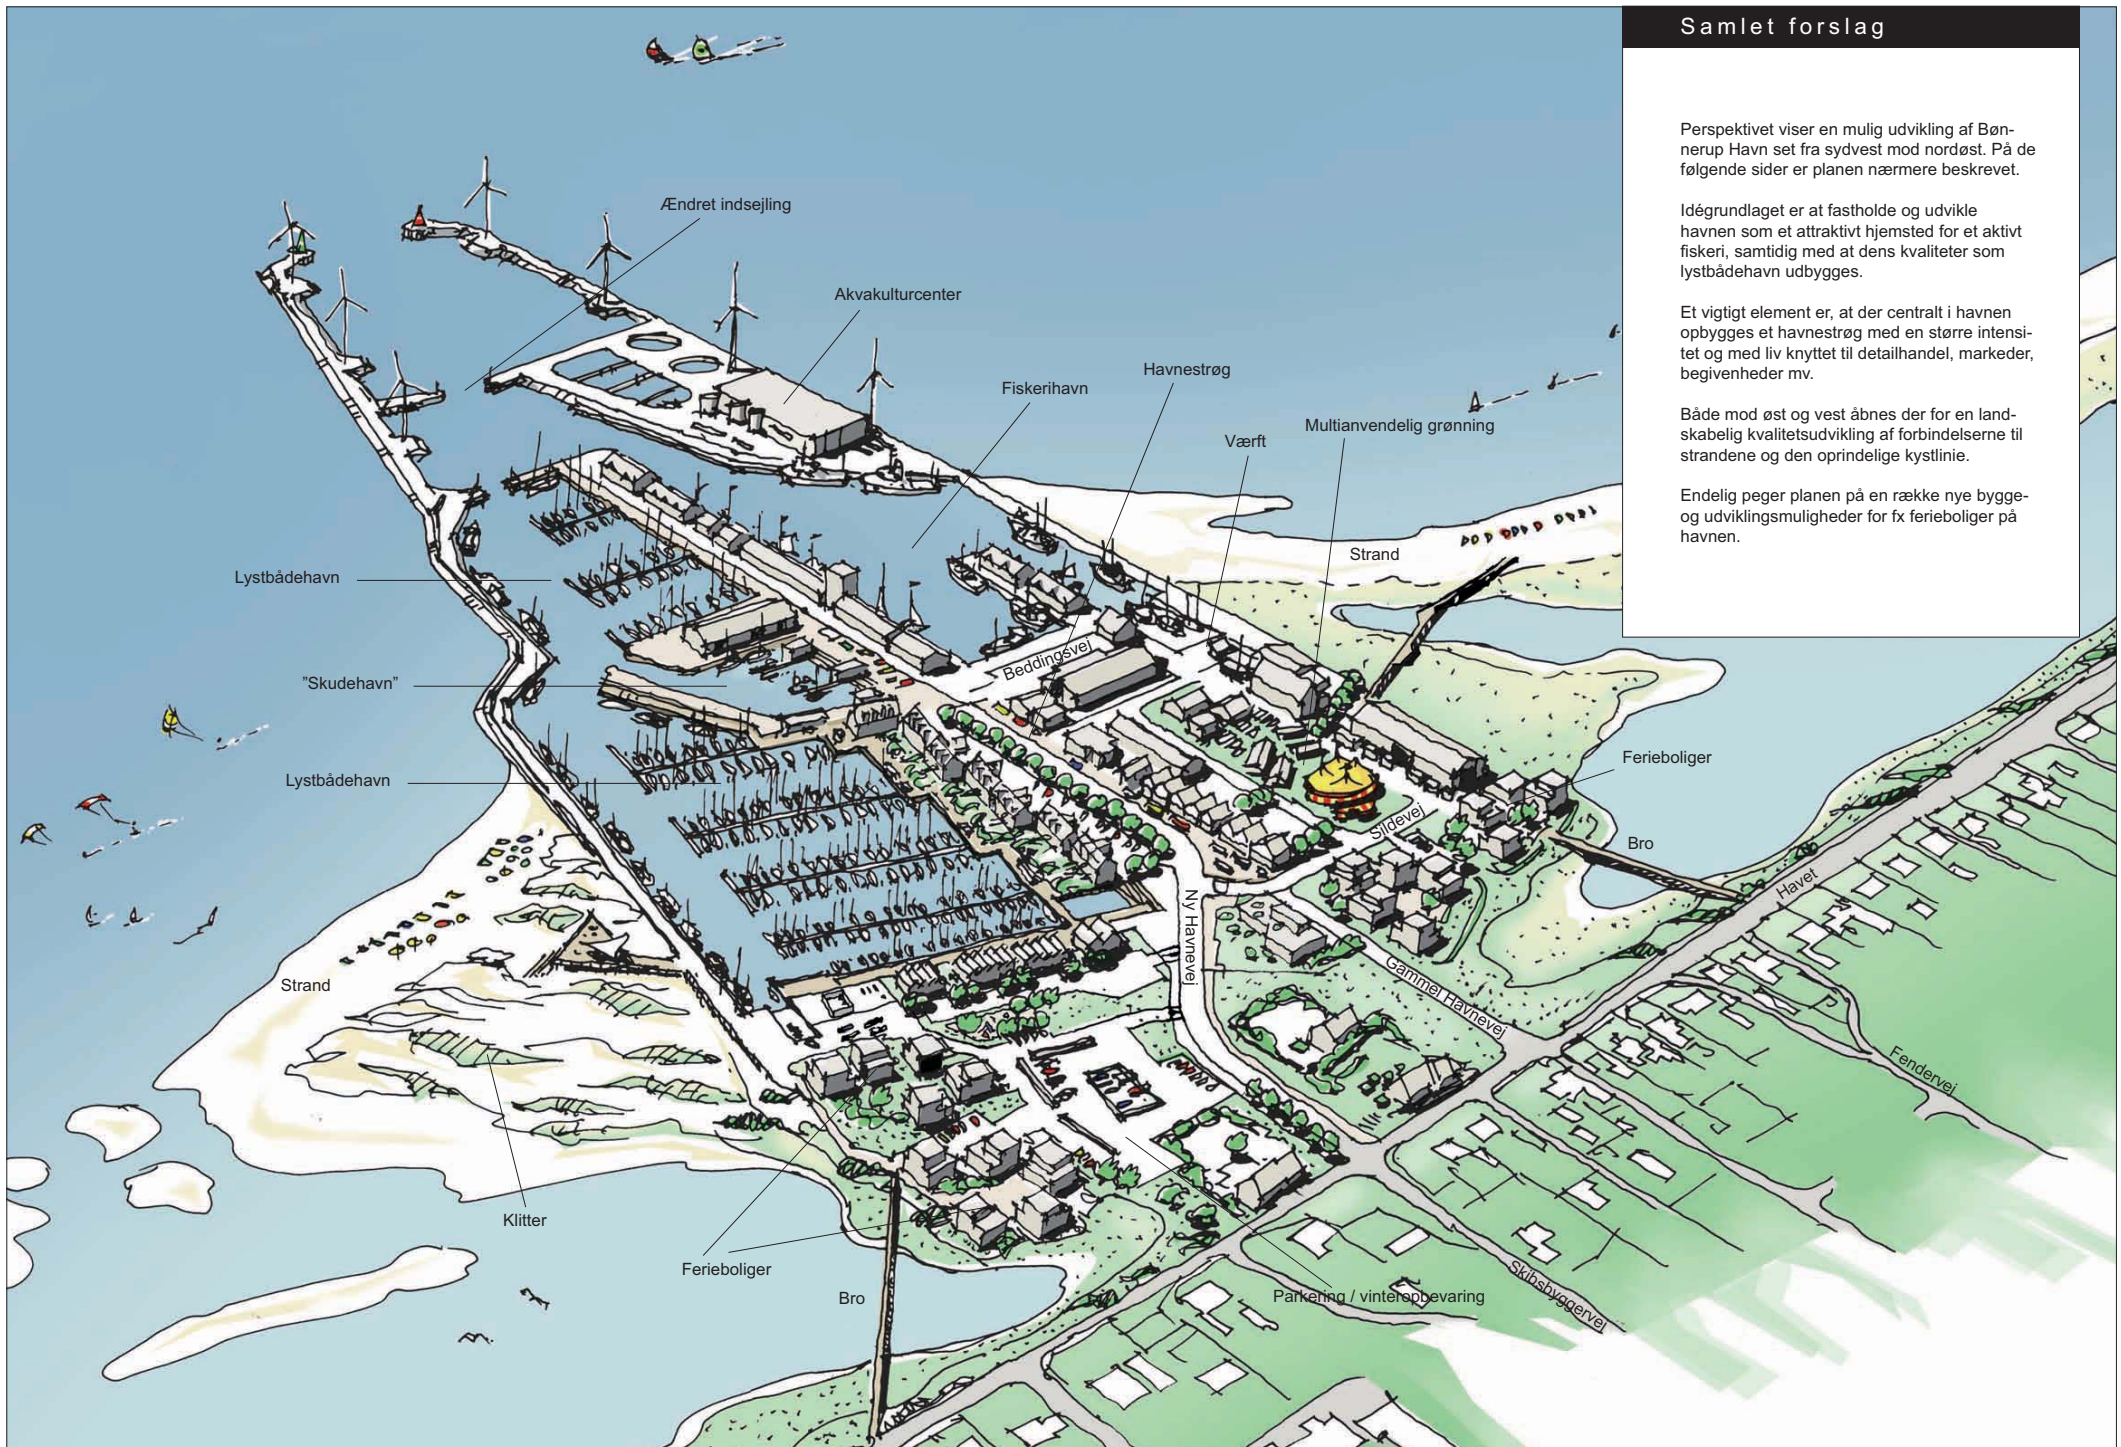 Samlet forslag
Perspektivet viser en mulig udvikling af Bøn-
nerup Havn set fra sydvest mod nordøst. På de
følgende sider er planen nærmere beskrevet.
Idégrundlaget er at fastholde og udvikle
havnen som et attraktivt hjemsted for et aktivt
fiskeri, samtidig med at dens kvaliteter som
lystbådehavn udbygges.
Et vigtigt element er, at der centralt i havnen
opbygges et havnestrøg med en større intensi-
tet og med liv knyttet til detailhandel, markeder,
begivenheder mv.
Både mod øst og vest åbnes der for en land-
skabelig kvalitetsudvikling af forbindelserne til
strandene og den oprindelige kystlinie.
Endelig peger planen på en række nye bygge-
og udviklingsmuligheder for fx ferieboliger på
havnen.
Ændret indsejling
Akvakulturcenter
Fiskerihavn
Havnestrøg
Værft
Multianvendelig grønning
Strand
Lystbådehavn
"Skudehavn"
Beddingsvej
Lystbådehavn
Ferieboliger
Sildevej
Bro
Havet
Ny Havnevej
Strand
Gammel Havnevej
Fendervej
Klitter
Ferieboliger
Bro
Parkering / vinteropbevaring
Skibsbyggervej